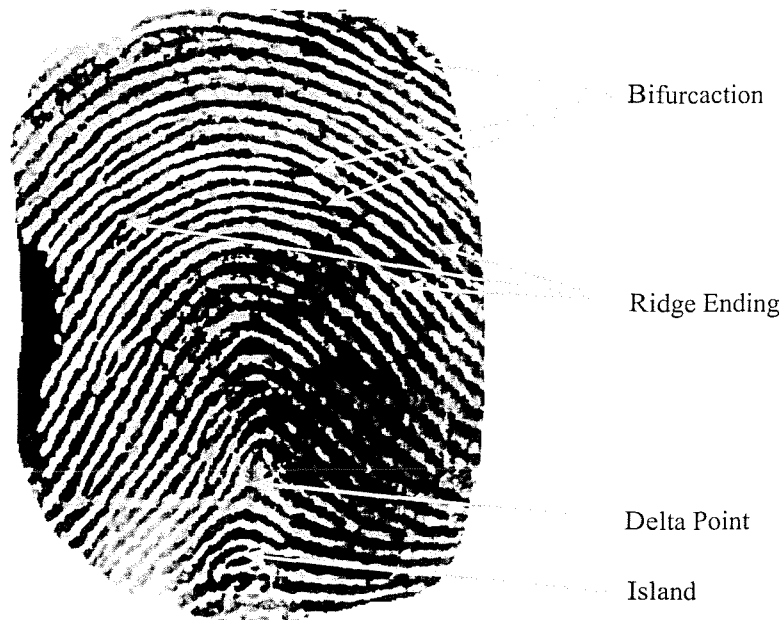 Bifurcaction
Ridge Ending
Delta Point
Island